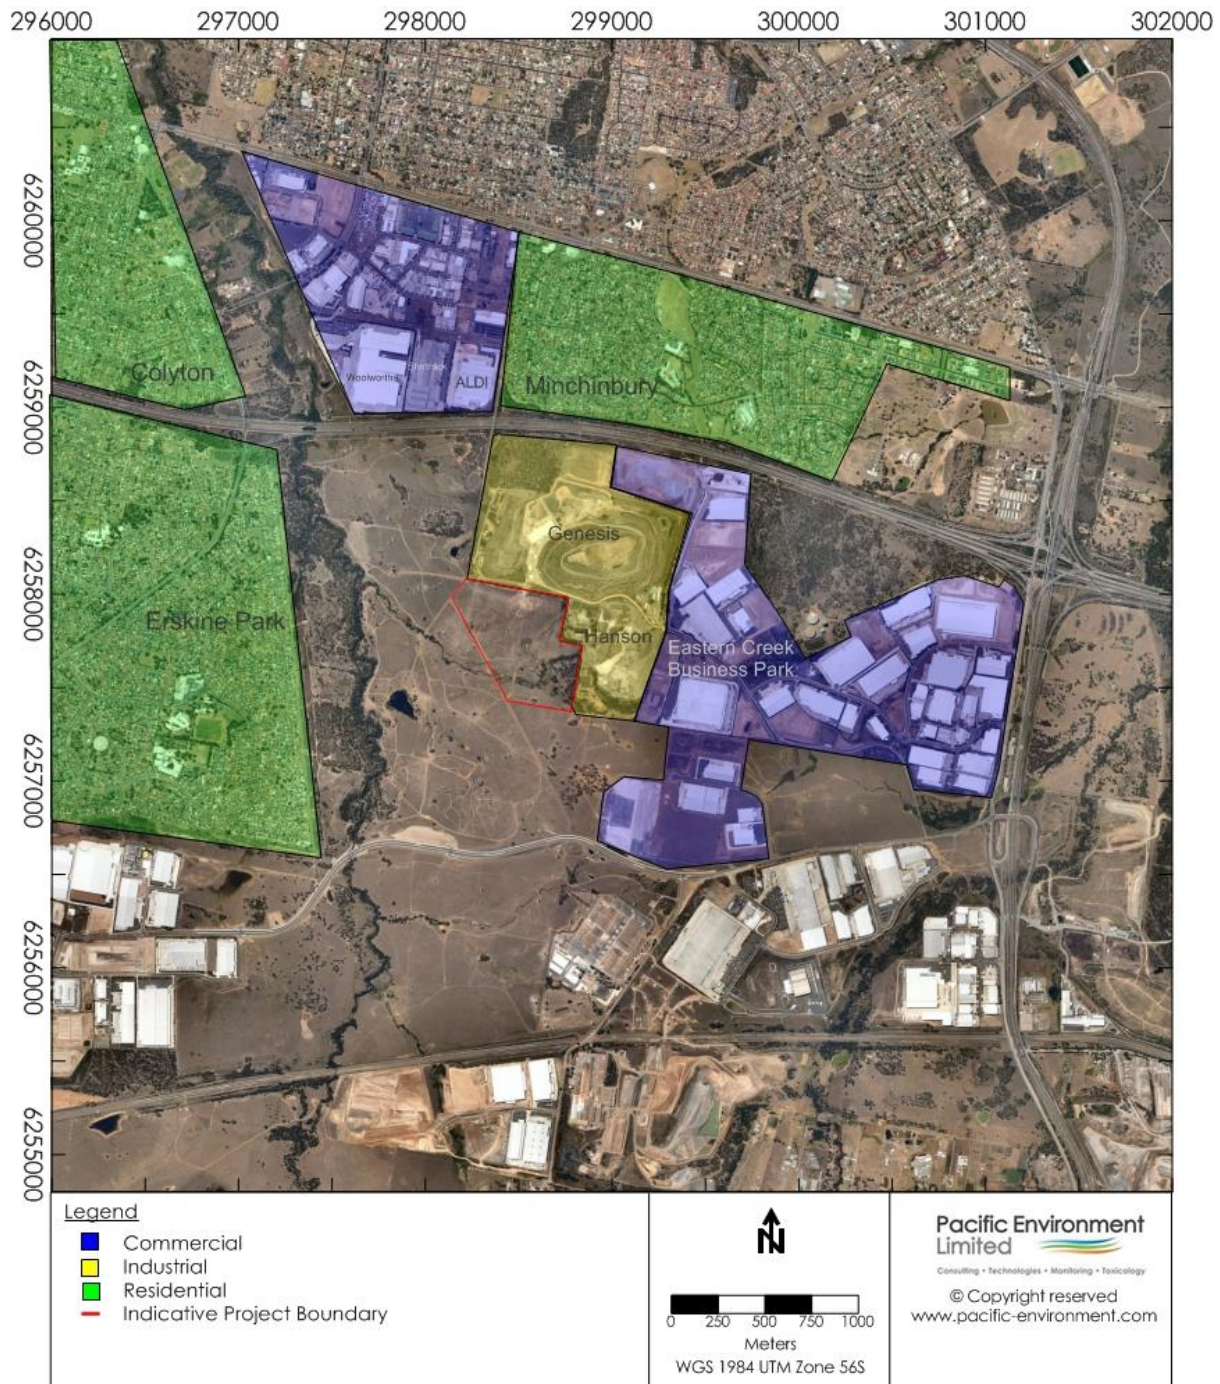 296000 297000 298000 299000 300000 301000 302000
6260000
6259000
6258000
6257000
6256000
6255000
Colyton
Woolworths
ALDI
Minchinbury
Genesis
Erskine Park
Hanson
Eastern Creek
Business Park
Legend
Commercial
Industrial
Residential
Indicative Project Boundary
N
0 250 500 750 1000
Meters
WGS 1984 UTM Zone 56S
Pacific Environment
Limited
Consulting • Technologies • Monitoring • Toxicology
© Copyright reserved
www.pacific-environment.com